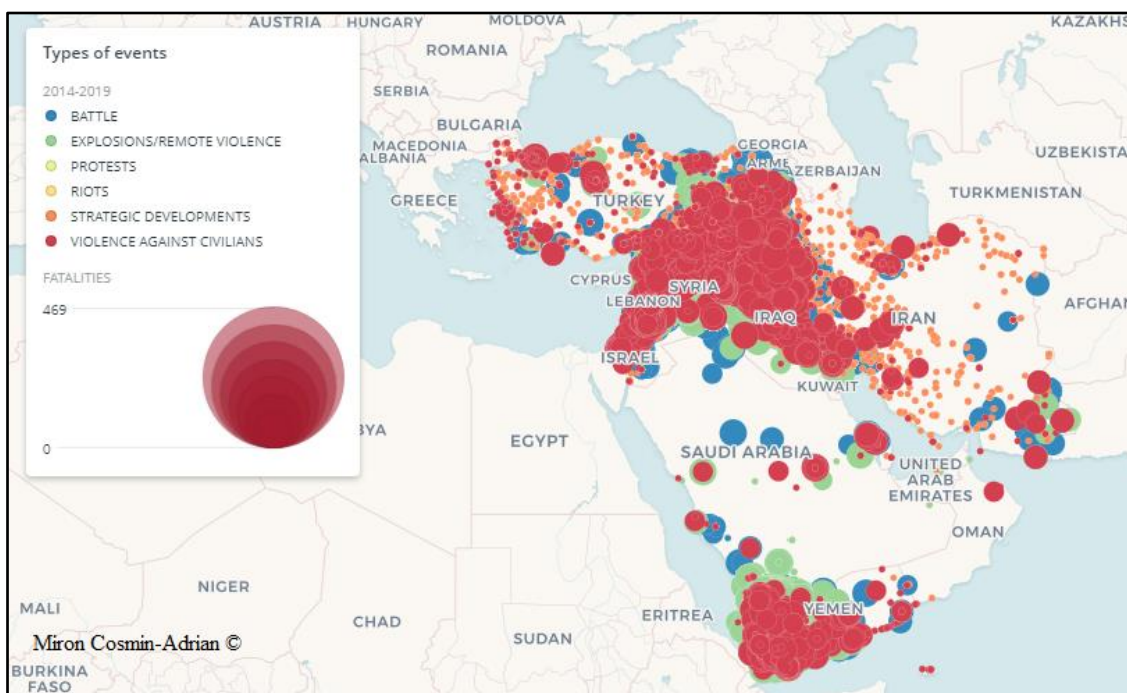 AUSTRIA
HUNGARY
MOLDOVA
KAZAKHS
ROMANIA
SERBIA
BULGARIA
MACEDONIA
ALBANIA
GREECE
GEORGIA
ARME
AZERBAIJAN
UZBEKISTA
TURKMENISTAN
TURKEY
CYPRUS
SYRIA
LEBANON
IRAQ
IRAN
AFGHAN
ISRAEL
KUWAIT
BYA
EGYPT
SAUDI ARABIA
UNITED
ARAB
EMIRATES
OMAN
NIGER
MALI
CHAD
SUDAN
ERITREA
YEMEN
BURKINA
FASO
Types of events
2014-2019
BATTLE
EXPLOSIONS/REMOTE VIOLENCE
PROTESTS
RIOTS
STRATEGIC DEVELOPMENTS
VIOLENCE AGAINST CIVILIANS
FATALITIES
469
0
Miron Cosmin-Adrian ©